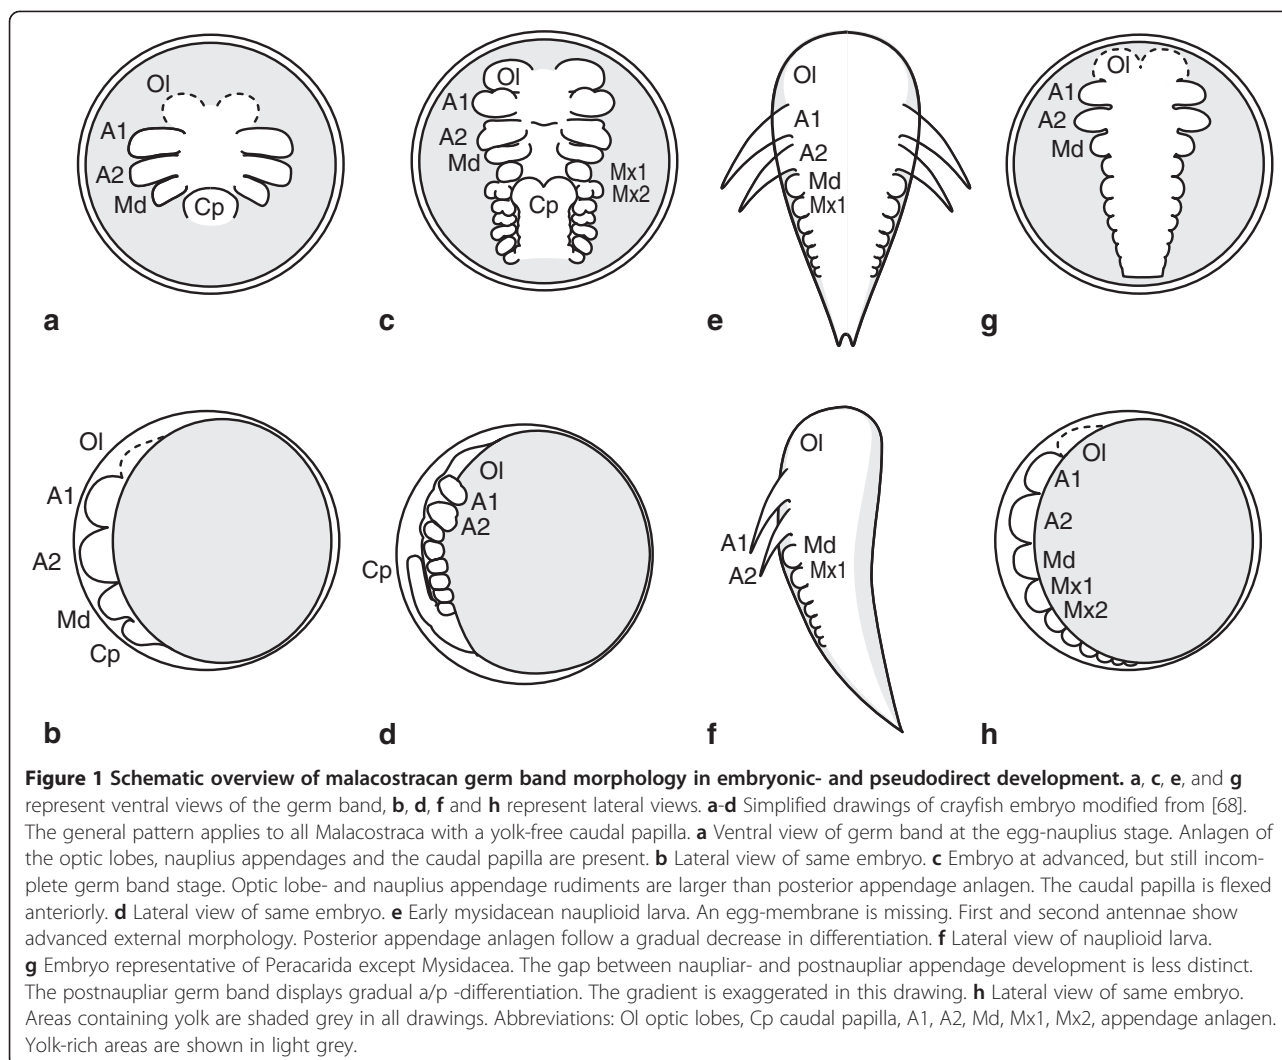 Ol
A1
A2
Md
Cp
a
Ol
A1
A2
Md
Mx1
Mx2
Cp
c
Ol
A1
A2
Md
Mx1
e
Ol
A1
A2
Md
g
Ol
A1
A2
Md
Cp
b
Ol
A1
A2
Cp
d
Ol
A1
A2
Md
Mx1
f
Ol
A1
A2
Md
Mx1
Mx2
h
Figure 1 Schematic overview of malacostracan germ band morphology in embryonic- and pseudodirect development. a, c, e, and g
represent ventral views of the germ band, b, d, f and h represent lateral views. a-d Simplified drawings of crayfish embryo modified from [68].
The general pattern applies to all Malacostraca with a yolk-free caudal papilla. a Ventral view of germ band at the egg-nauplius stage. Anlagen of
the optic lobes, nauplius appendages and the caudal papilla are present. b Lateral view of same embryo. c Embryo at advanced, but still incom-
plete germ band stage. Optic lobe- and nauplius appendage rudiments are larger than posterior appendage anlagen. The caudal papilla is flexed
anteriorly. d Lateral view of same embryo. e Early mysidacean nauplioid larva. An egg-membrane is missing. First and second antennae show
advanced external morphology. Posterior appendage anlagen follow a gradual decrease in differentiation. f Lateral view of nauplioid larva.
g Embryo representative of Peracarida except Mysidacea. The gap between naupliar- and postnaupliar appendage development is less distinct.
The postnaupliar germ band displays gradual a/p -differentiation. The gradient is exaggerated in this drawing. h Lateral view of same embryo.
Areas containing yolk are shaded grey in all drawings. Abbreviations: Ol optic lobes, Cp caudal papilla, A1, A2, Md, Mx1, Mx2, appendage anlagen.
Yolk-rich areas are shown in light grey.